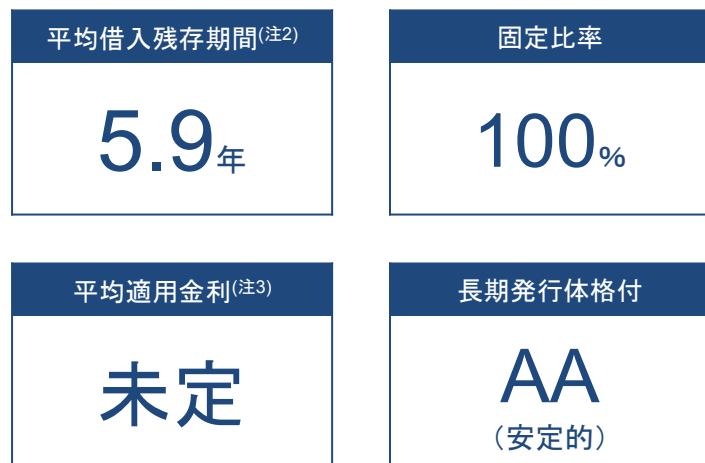 平均借入残存期間(注2)
5.9年
固定比率
100%
平均適用金利(注3)
未定
長期発行体格付
AA
（安定的）